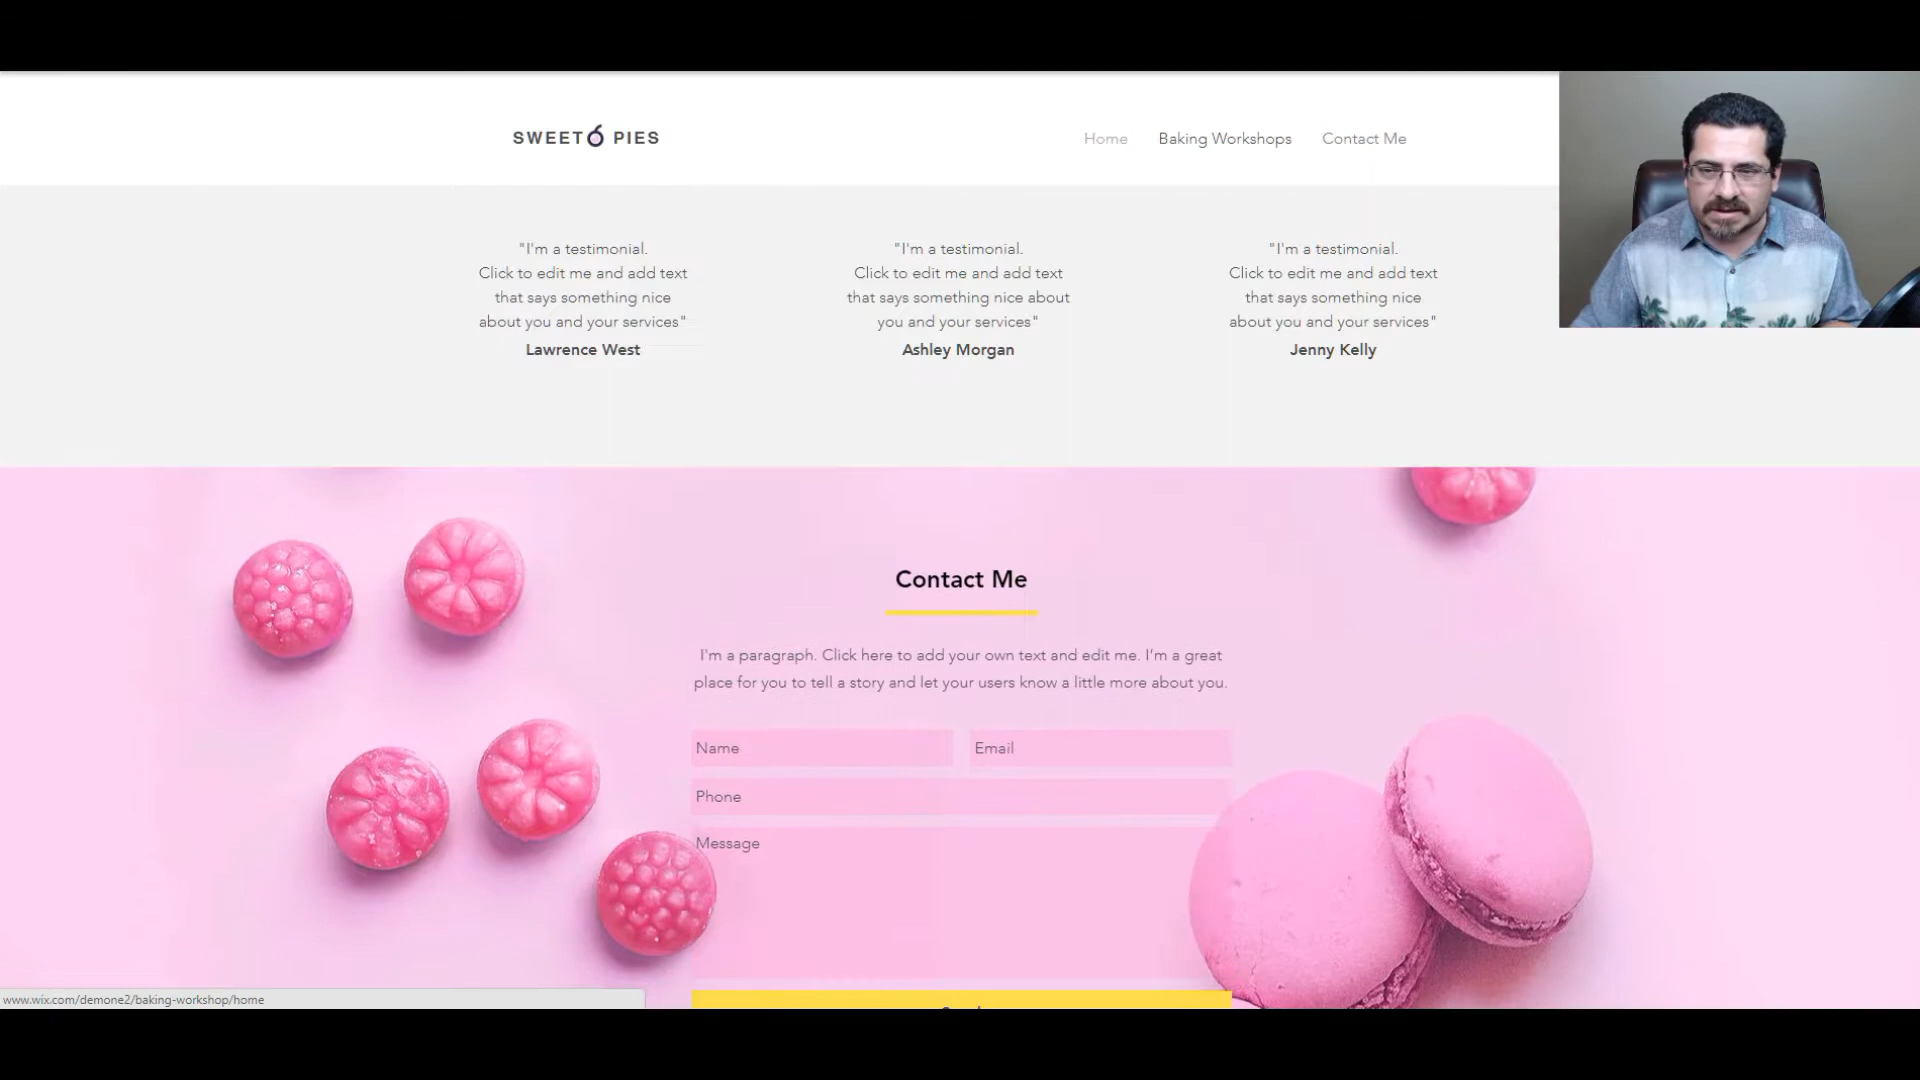 SWEET PIES
Home
Baking Workshops
Contact Me
"I'm a testimonial.
Click to edit me and add text
that says something nice
about you and your services"
Lawrence West
"I'm a testimonial.
Click to edit me and add text
that says something nice about
you and your services"
Ashley Morgan
"I'm a testimonial.
Click to edit me and add text
that says something nice
about you and your services"
Jenny Kelly
Contact Me
I'm a paragraph. Click here to add your own text and edit me. I'm a great
place for you to tell a story and let your users know a little more about you.
Name
Email
Phone
Message
www.wix.com/demone2/baking-workshop/home